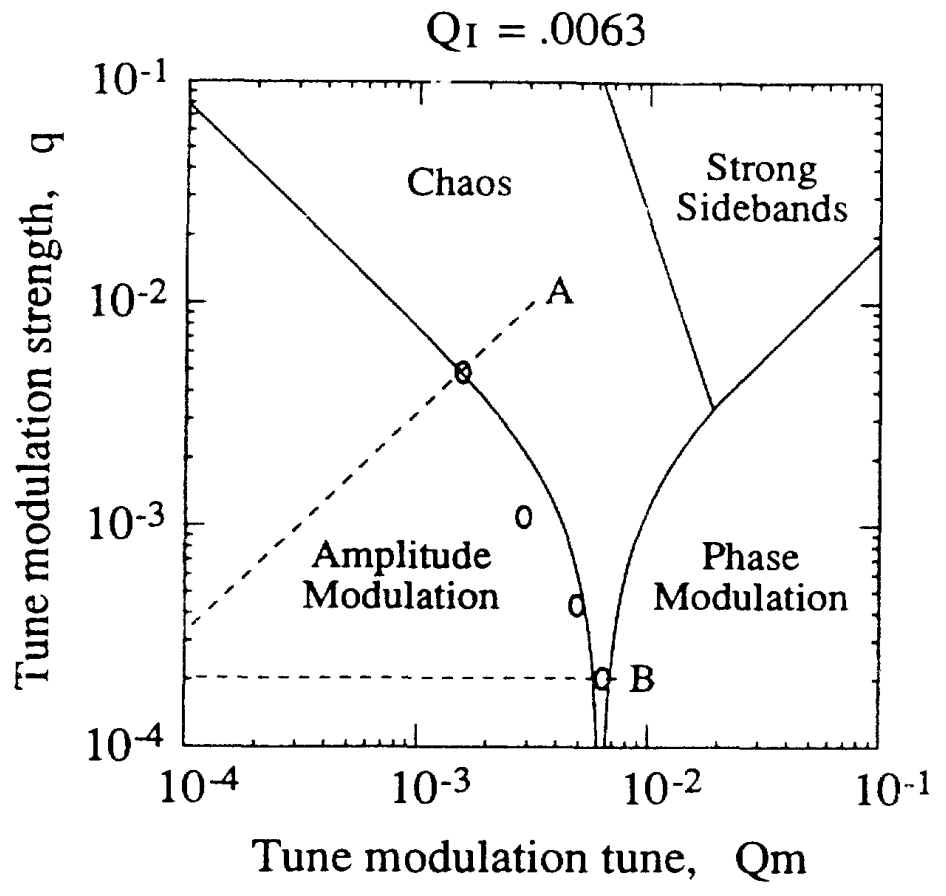 QI = .0063
10-1
10-2
10-3
10-4
Tune modulation strength, q
Chaos
Strong
Sidebands
A
Amplitude
Modulation
Phase
Modulation
B
10-4
10-3
10-2
10-1
Tune modulation tune, Qm